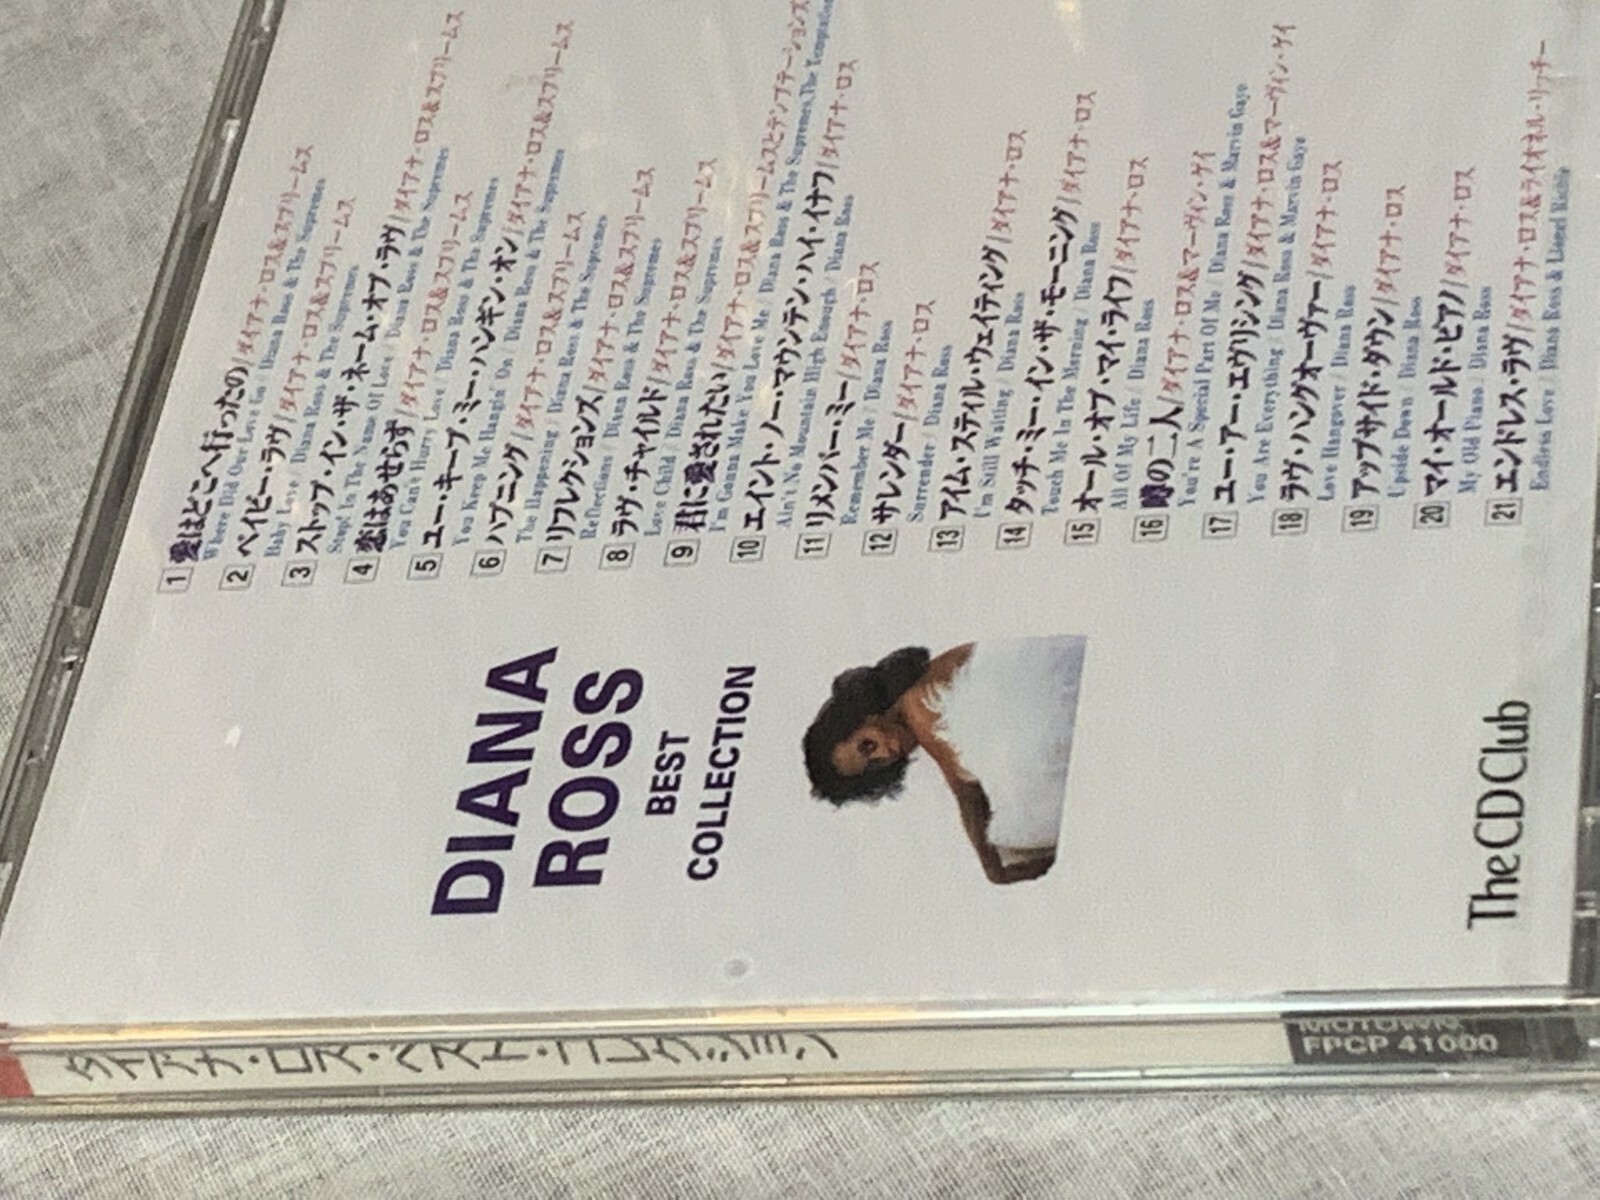 DIANA
ROSS
BEST
COLLECTION
1 愛はどこへ行ったの/ダイアナ・ロス&スプリームス
Where Did Our Love Go / Diana Ross & The Supremes
2 ベイビー・ラヴ/ダイアナ・ロス&スプリームス
Baby Love / Diana Ross & The Supremes
3 ストップ・イン・ザ・ネーム・オブ・ラヴ/ダイアナ・ロス&スプリームス
Stop! In The Name Of Love / Diana Ross & The Supremes
4 恋はあせらず/ダイアナ・ロス&スプリームス
You Can't Hurry Love / Diana Ross & The Supremes
5 ユー・キープ・ミー・ハンギン・オン/ダイアナ・ロス&スプリームス
You Keep Me Hangin' On / Diana Ross & The Supremes
6 ハプニング/ダイアナ・ロス&スプリームス
The Happening / Diana Ross & The Supremes
7 リフレクションズ/ダイアナ・ロス&スプリームス
Reflections / Diana Ross & The Supremes
8 ラヴ・チャイルド/ダイアナ・ロス&スプリームス
Love Child / Diana Ross & The Supremes
9 君に愛されたい/ダイアナ・ロス&スプリームスとテンプテーションズ
I'm Gonna Make You Love Me / Diana Ross & The Supremes, The Temptations
10 エイント・ノー・マウンテン・ハイ・イナフ/ダイアナ・ロス
Ain't No Mountain High Enough / Diana Ross
11 リメンバー・ミー/ダイアナ・ロス
Remember Me / Diana Ross
12 サレンダー/ダイアナ・ロス
Surrender / Diana Ross
13 アイム・スティル・ウェイティング/ダイアナ・ロス
I'm Still Waiting / Diana Ross
14 タッチ・ミー・イン・ザ・モーニング/ダイアナ・ロス
Touch Me In The Morning / Diana Ross
15 オール・オブ・マイ・ライフ/ダイアナ・ロス
All Of My Life / Diana Ross
16 瞳の二人/ダイアナ・ロス&マーヴィン・ゲイ
You're A Special Part Of Me / Diana Ross & Marvin Gaye
17 ユー・アー・エヴリシング/ダイアナ・ロス&マーヴィン・ゲイ
You Are Everything / Diana Ross & Marvin Gaye
18 ラヴ・ハングオーヴァー/ダイアナ・ロス
Love Hangover / Diana Ross
19 アップサイド・ダウン/ダイアナ・ロス
Upside Down / Diana Ross
20 マイ・オールド・ピアノ/ダイアナ・ロス
My Old Piano / Diana Ross
21 エンドレス・ラヴ/ダイアナ・ロス&ライオネル・リッチー
Endless Love / Diana Ross & Lionel Richie
The CD Club
ダイアナ・ロス・ベスト・コレクション
MOTOWN
FPCP 41000